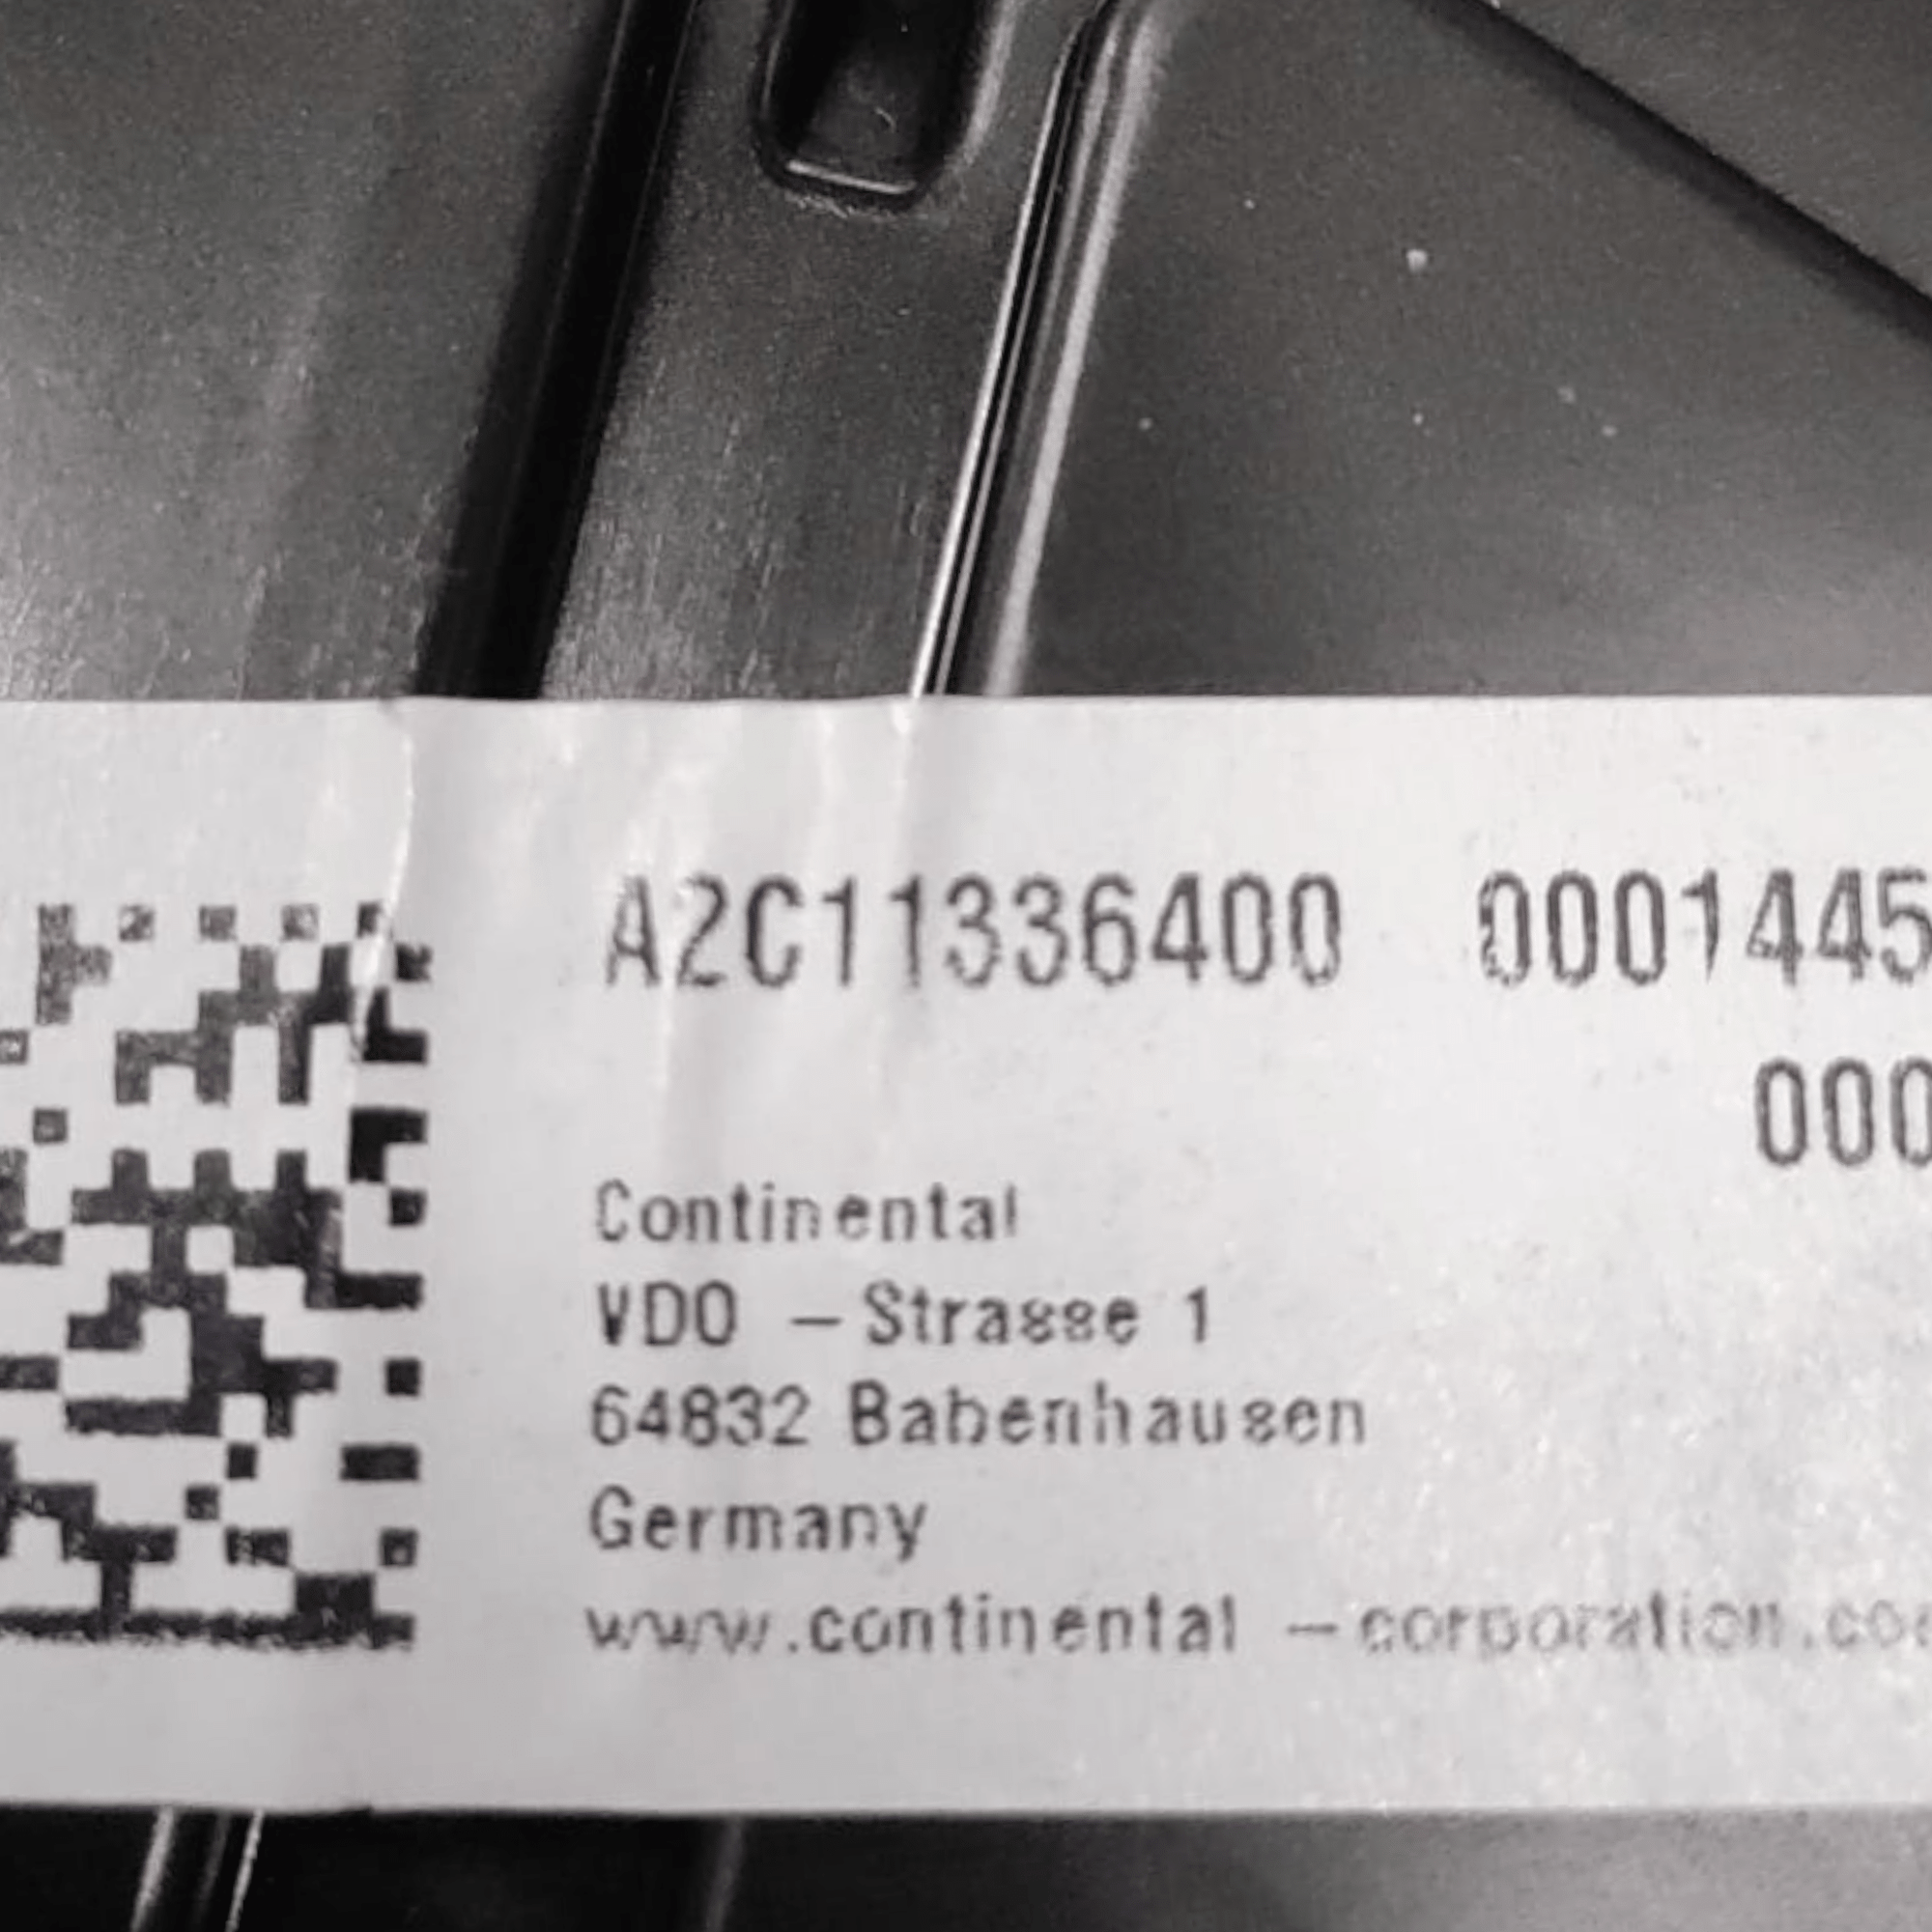 A2C11336400 0001445
000
Continental
VDO - Strasse 1
64832 Babenhausen
Germany
www.continental - corporation.co